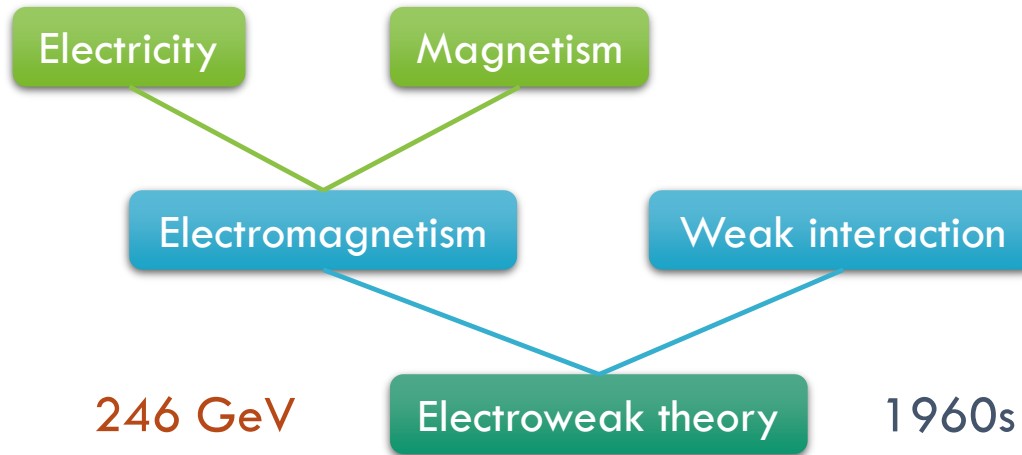 Electricity
Magnetism
Electromagnetism
Weak interaction
246 GeV
Electroweak theory
1960s